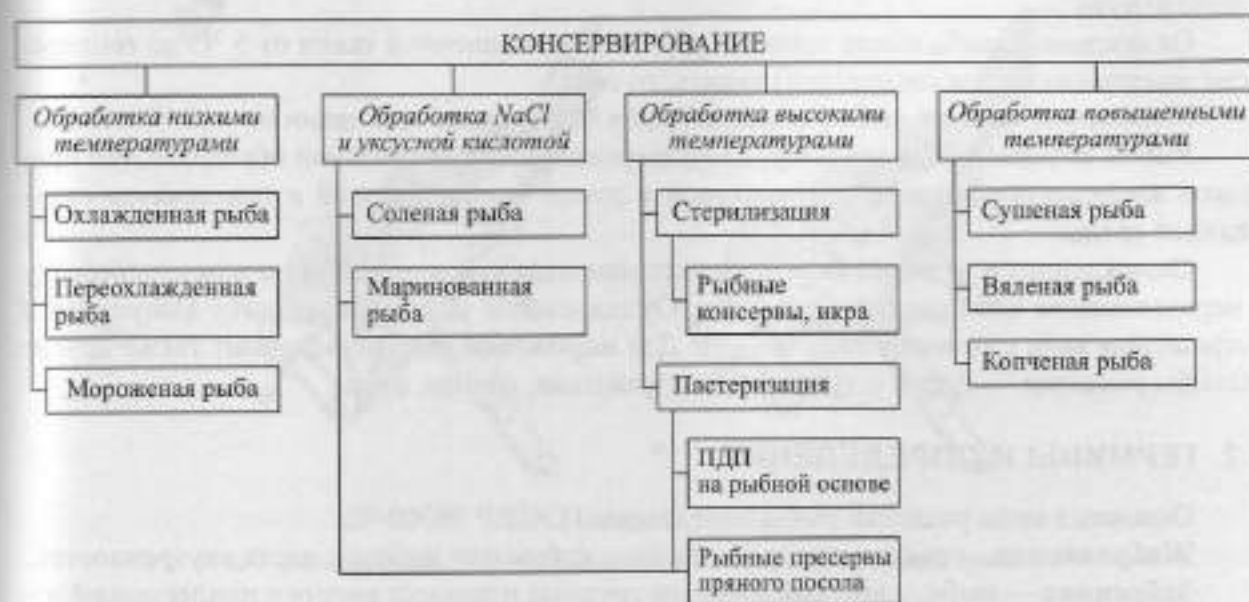 КОНСЕРВИРОВАНИЕ
Обработка низкими
температурами
Обработка NaCl
и уксусной кислотой
Обработка высокими
температурами
Обработка повышенными
температурами
Охлажденная рыба
Переохлажденная
рыба
Мороженая рыба
Соленая рыба
Маринованная
рыба
Стерилизация
Рыбные
консервы, икра
Пастеризация
ПДП
на рыбной основе
Рыбные пресервы
пряного посола
Сушеная рыба
Вяленая рыба
Копченая рыба